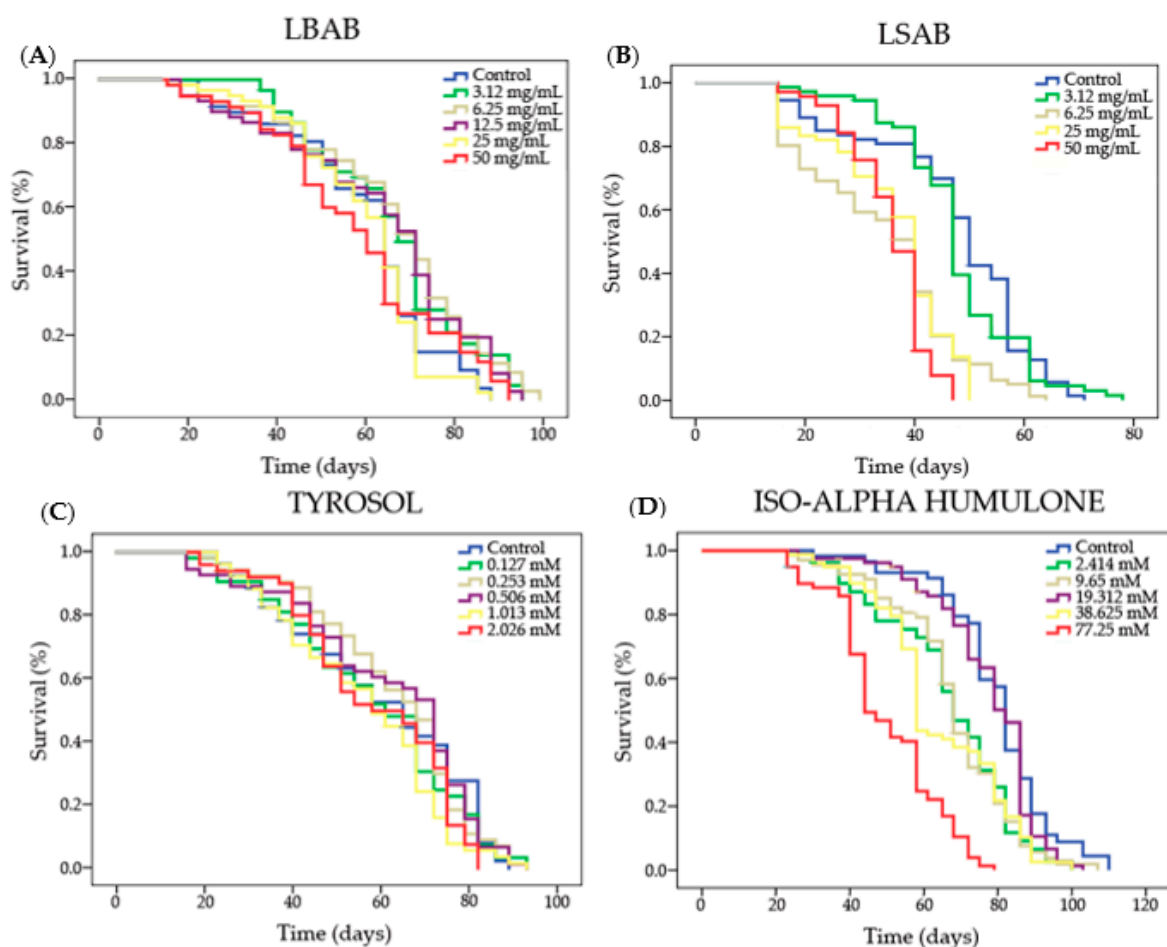 (A) LBAB
Survival (%)
1.0
0.8
0.6
0.4
0.2
0.0
Control
3.12 mg/mL
6.25 mg/mL
12.5 mg/mL
25 mg/mL
50 mg/mL
0 20 40 60 80 100
Time (days)
(B) LSAB
Survival (%)
1.0
0.8
0.6
0.4
0.2
0.0
Control
3.12 mg/mL
6.25 mg/mL
25 mg/mL
50 mg/mL
0 20 40 60 80
Time (days)
(C) TYROSOL
Survival (%)
1.0
0.8
0.6
0.4
0.2
0.0
Control
0.127 mM
0.253 mM
0.506 mM
1.013 mM
2.026 mM
0 20 40 60 80 100
Time (days)
(D) ISO-ALPHA HUMULONE
Survival (%)
1.0
0.8
0.6
0.4
0.2
0.0
Control
2.414 mM
9.65 mM
19.312 mM
38.625 mM
77.25 mM
0 20 40 60 80 100 120
Time (days)